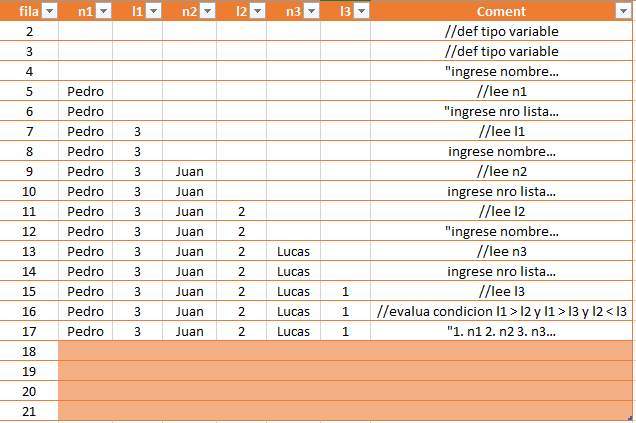 fila n1 l1 n2 l2 n3 l3 Coment
2 //def tipo variable
3 //def tipo variable
4 "ingrese nombre...
5 Pedro //lee n1
6 Pedro "ingrese nro lista...
7 Pedro 3 //lee l1
8 Pedro 3 ingrese nombre...
9 Pedro 3 Juan //lee n2
10 Pedro 3 Juan ingrese nro lista...
11 Pedro 3 Juan 2 //lee l2
12 Pedro 3 Juan 2 "ingrese nombre...
13 Pedro 3 Juan 2 Lucas //lee n3
14 Pedro 3 Juan 2 Lucas ingrese nro lista...
15 Pedro 3 Juan 2 Lucas 1 //lee l3
16 Pedro 3 Juan 2 Lucas 1 //evalua condicion l1 > l2 y l1 > l3 y l2 < l3
17 Pedro 3 Juan 2 Lucas 1 "1. n1 2. n2 3. n3...
18
19
20
21